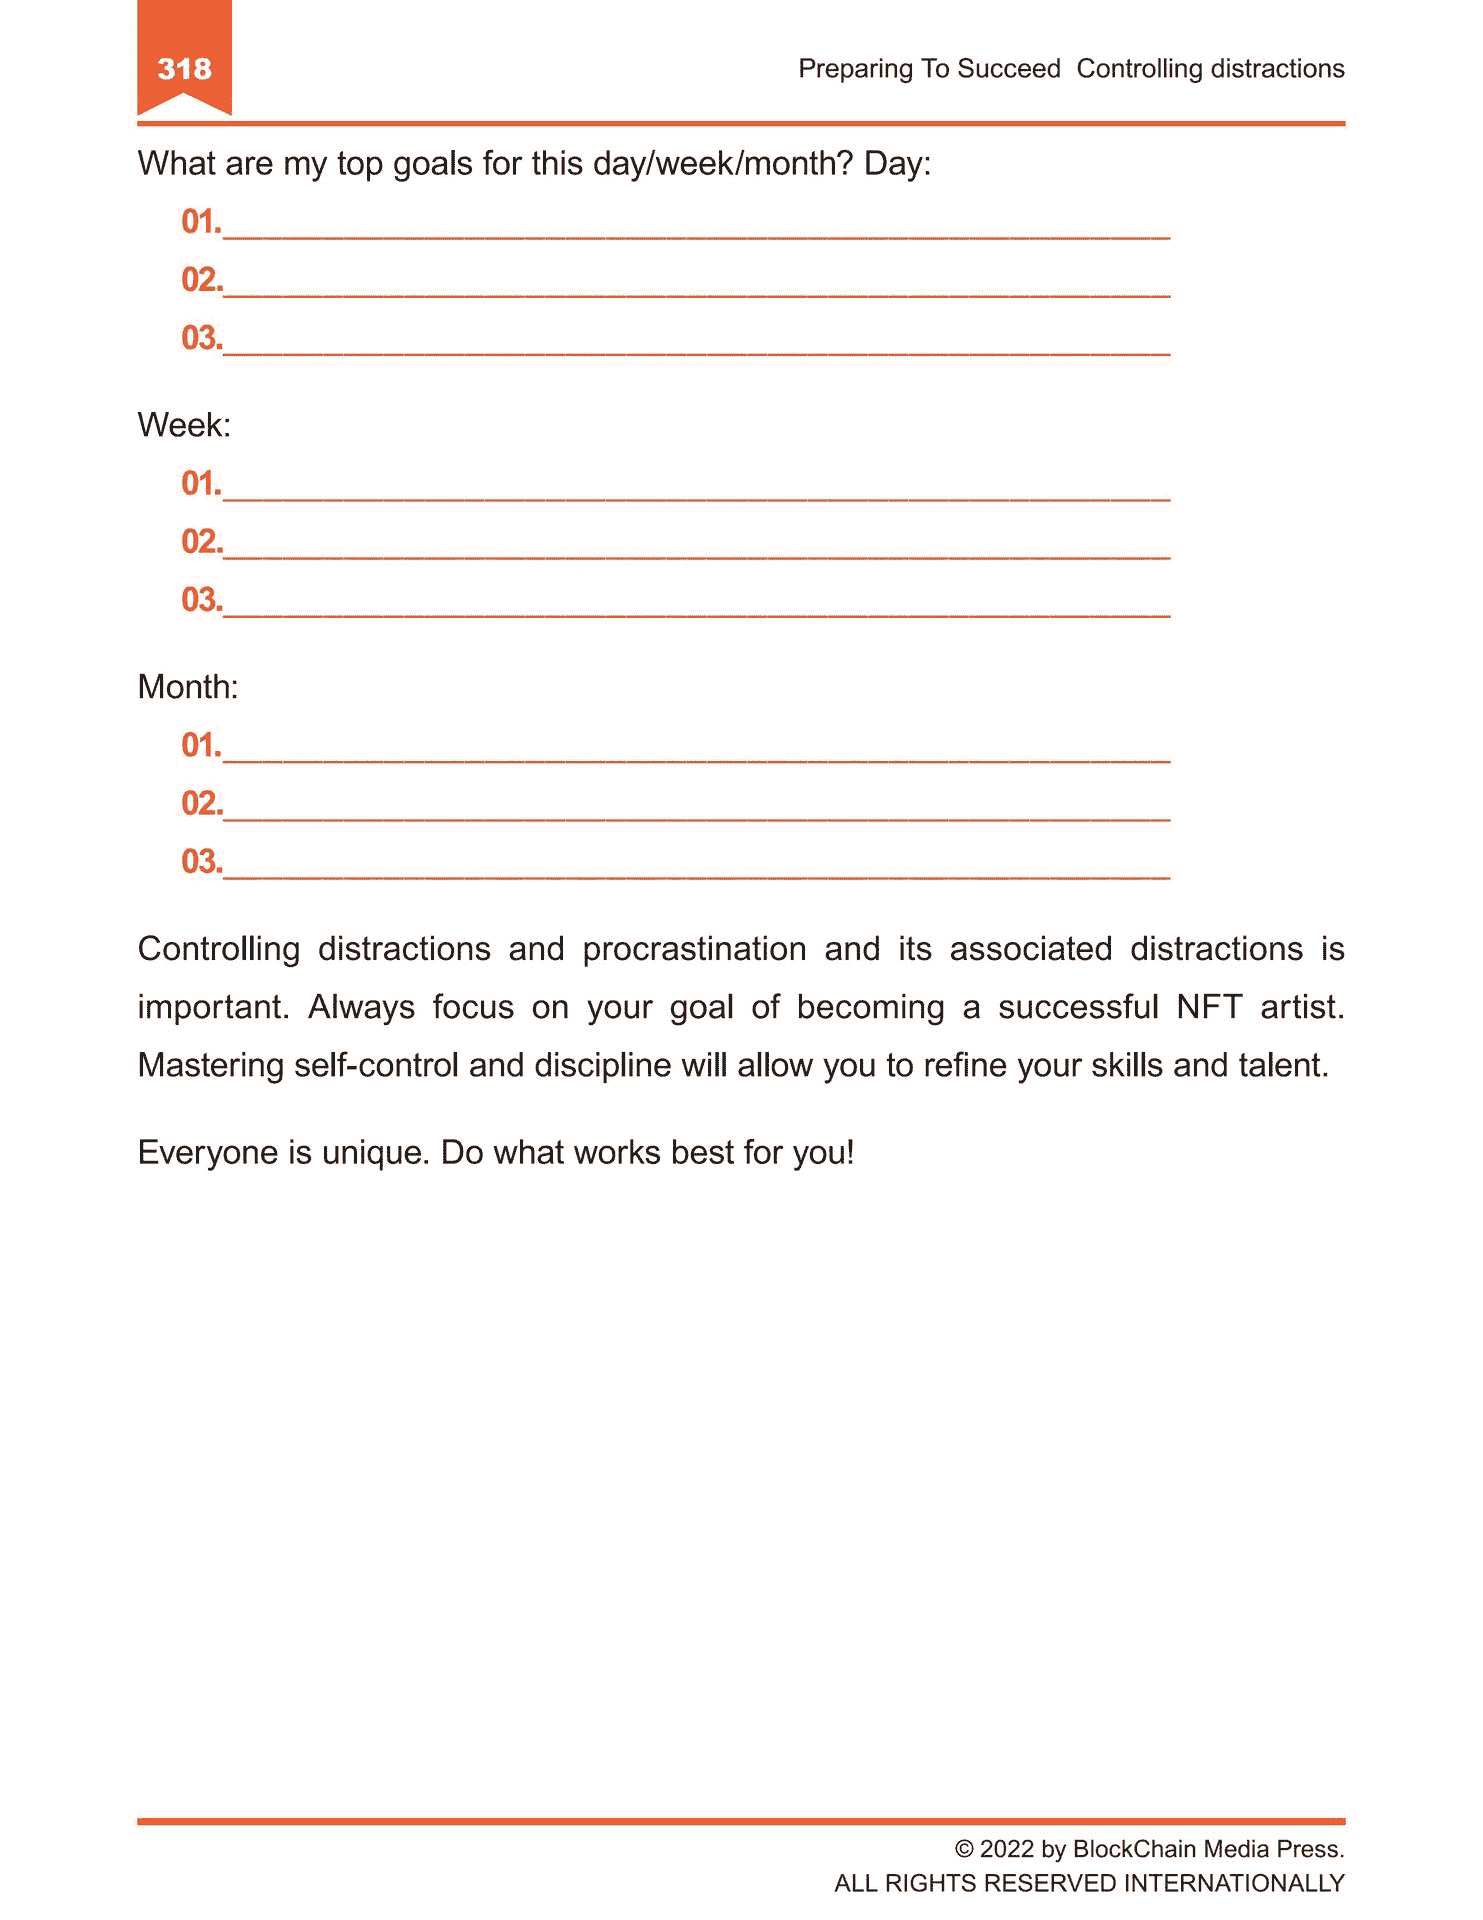 318
Preparing To Succeed  Controlling distractions
What are my top goals for this day/week/month? Day:
01.
02.
03.
Week:
01.
02.
03.
Month:
01.
02.
03.
Controlling distractions and procrastination and its associated distractions is
important. Always focus on your goal of becoming a successful NFT artist.
Mastering self-control and discipline will allow you to refine your skills and talent.
Everyone is unique. Do what works best for you!
© 2022 by BlockChain Media Press.
ALL RIGHTS RESERVED INTERNATIONALLY